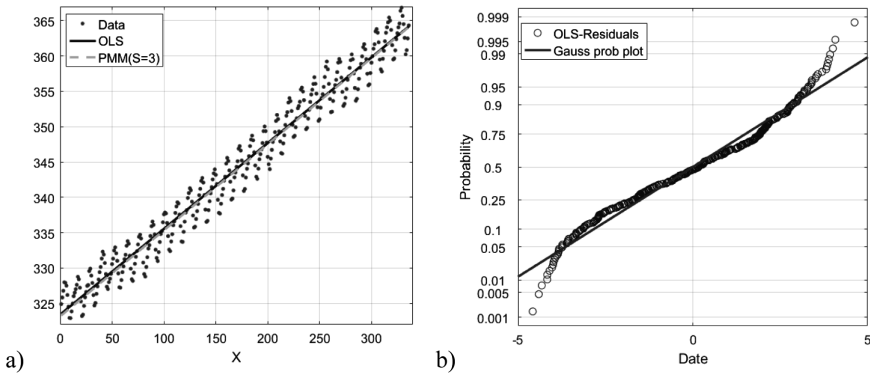 365
360
355
350
345
340
335
330
325
Data
OLS
PMM(S=3)
0 50 100 150 200 250 300
X
a)
0.999
0.995
0.99
0.95
0.9
0.75
0.5
0.25
0.1
0.05
0.01
0.005
0.001
Probability
OLS-Residuals
Gauss prob plot
-5 0 5
Date
b)